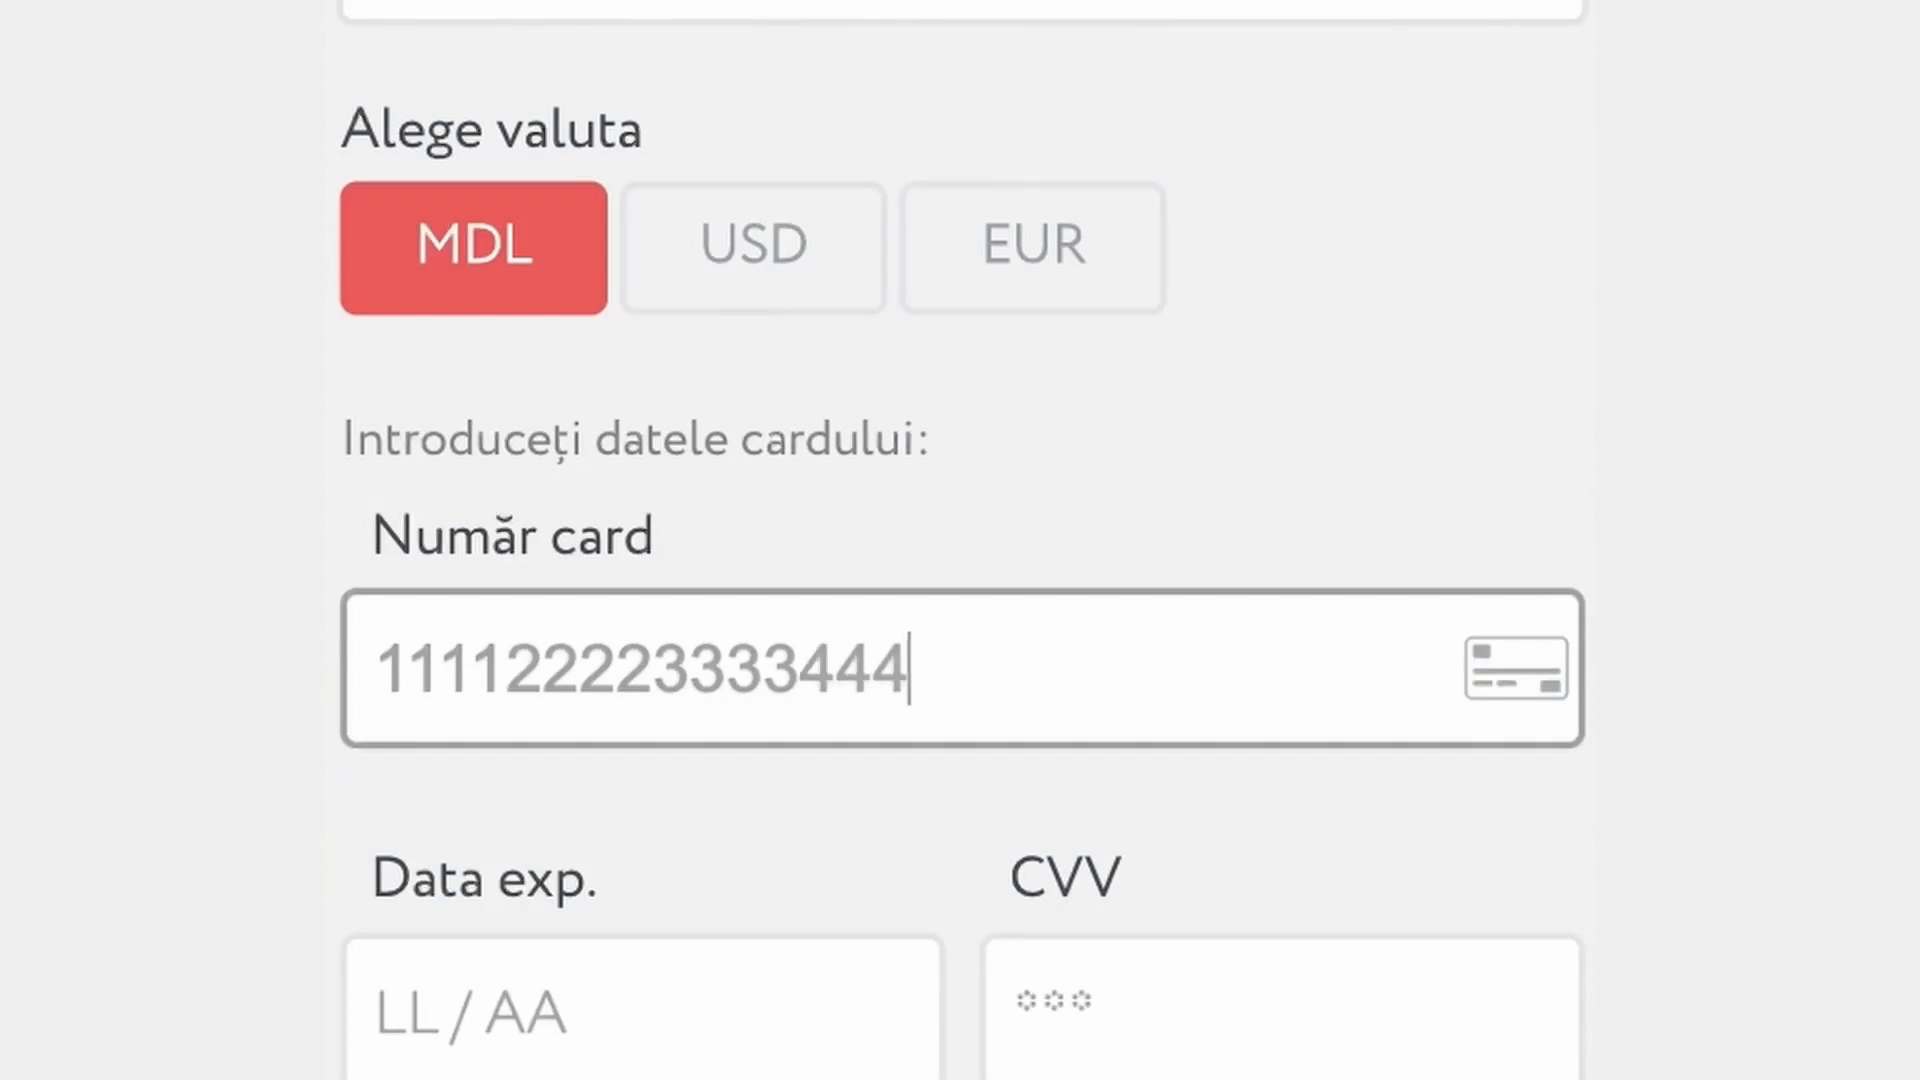 Alege valuta
MDL USD EUR
Introduceți datele cardului:
Număr card
111122223333444
Data exp. CVV
LL / AA ***